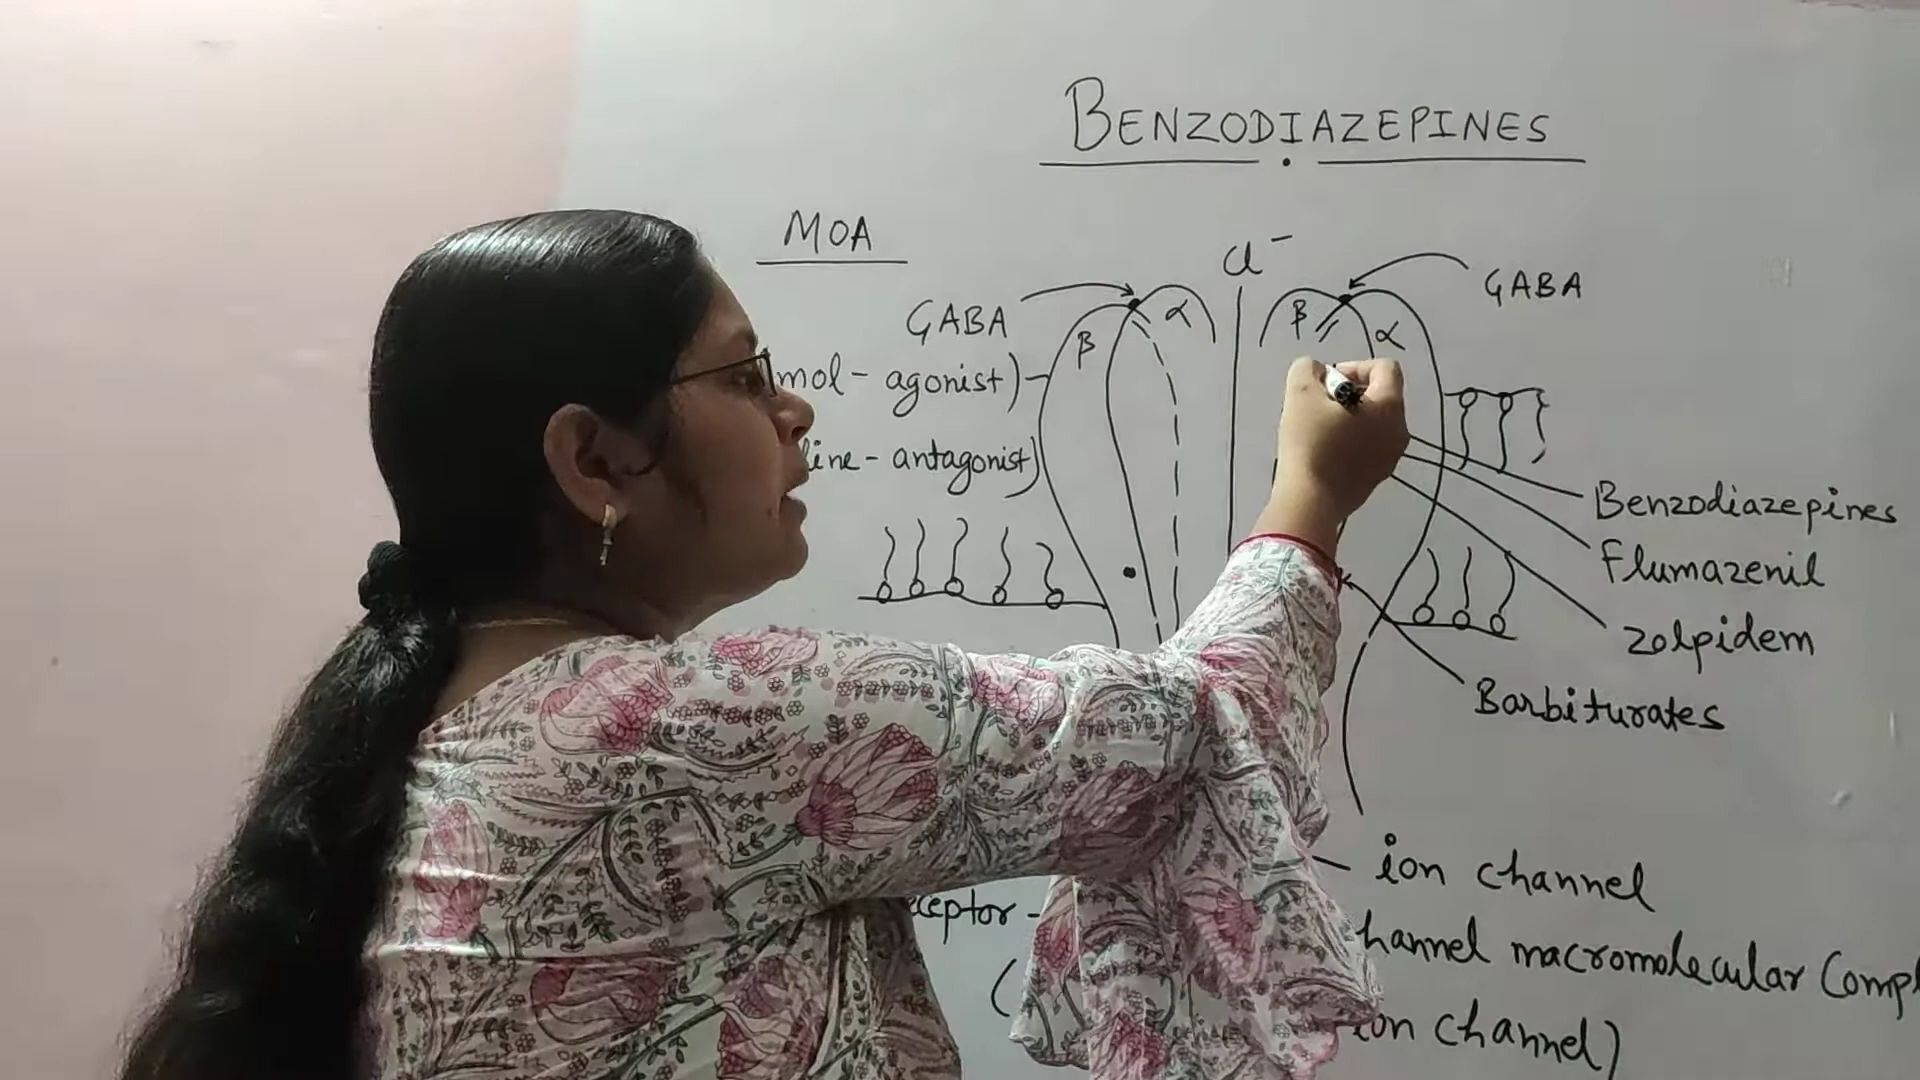 BENZODIAZEPINES
MOA
Cl⁻
GABA
GABA
β
α
β
α
mol - agonist)
line - antagonist)
Benzodiazepines
Flumazenil
Zolpidem
Barbiturates
ion channel
eceptor -
hannel macromolecular Compl
(
ion channel)